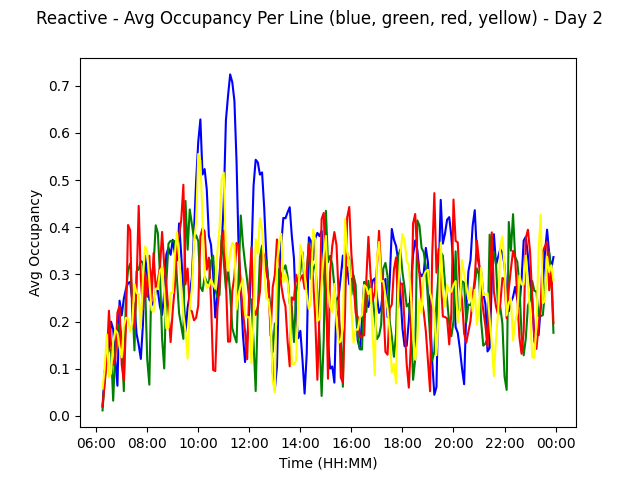 Reactive - Avg Occupancy Per Line (blue, green, red, yellow) - Day 2
0.7
0.6
0.5
0.4
0.3
0.2
0.1
0.0
Avg Occupancy
06:00 08:00 10:00 12:00 14:00 16:00 18:00 20:00 22:00 00:00
Time (HH:MM)